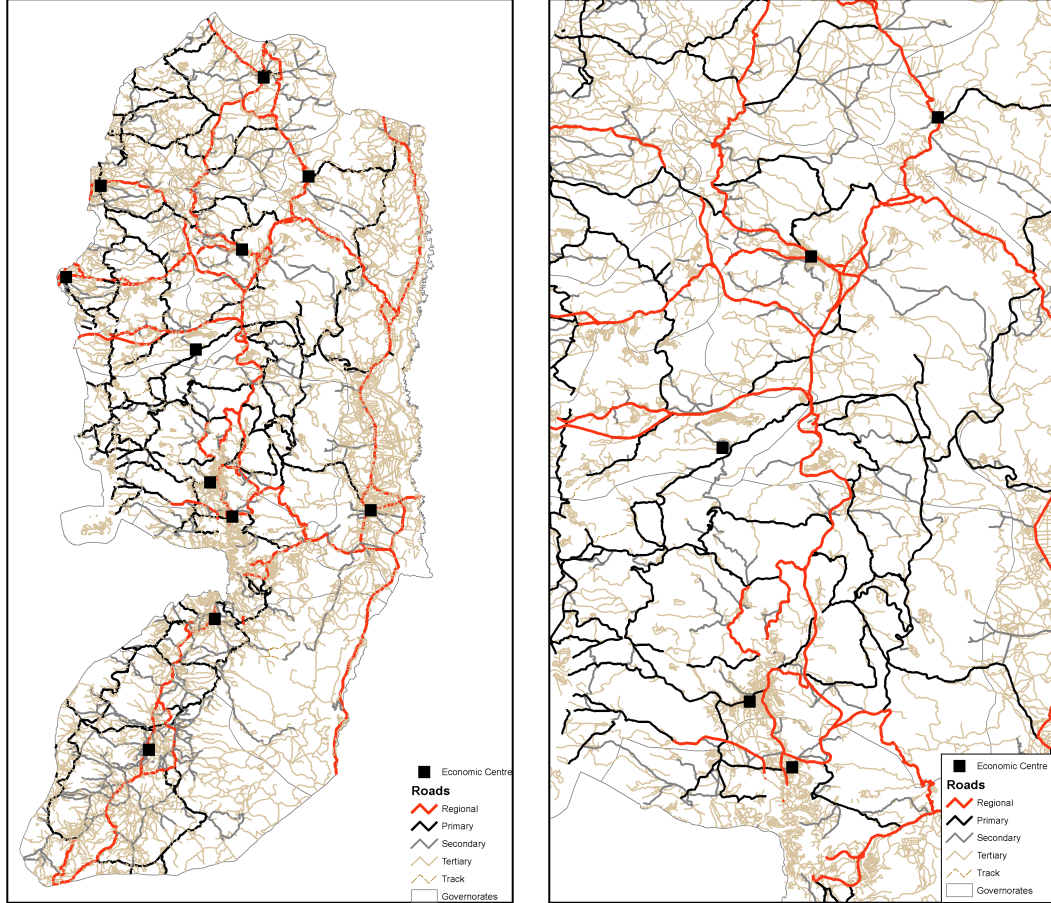 Economic Centre
Roads
Regional
Primary
Secondary
Tertiary
Track
Governorates
Economic Centre
Roads
Regional
Primary
Secondary
Tertiary
Track
Governorates